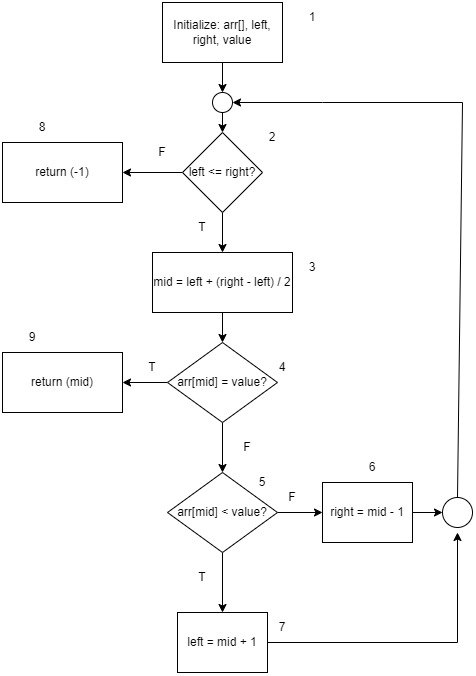 Initialize: arr[], left,
right, value
1
2
left <= right?
F
8
return (-1)
T
mid = left + (right - left) / 2
3
arr[mid] = value?
4
T
9
return (mid)
F
5
arr[mid] < value?
F
6
right = mid - 1
T
left = mid + 1
7